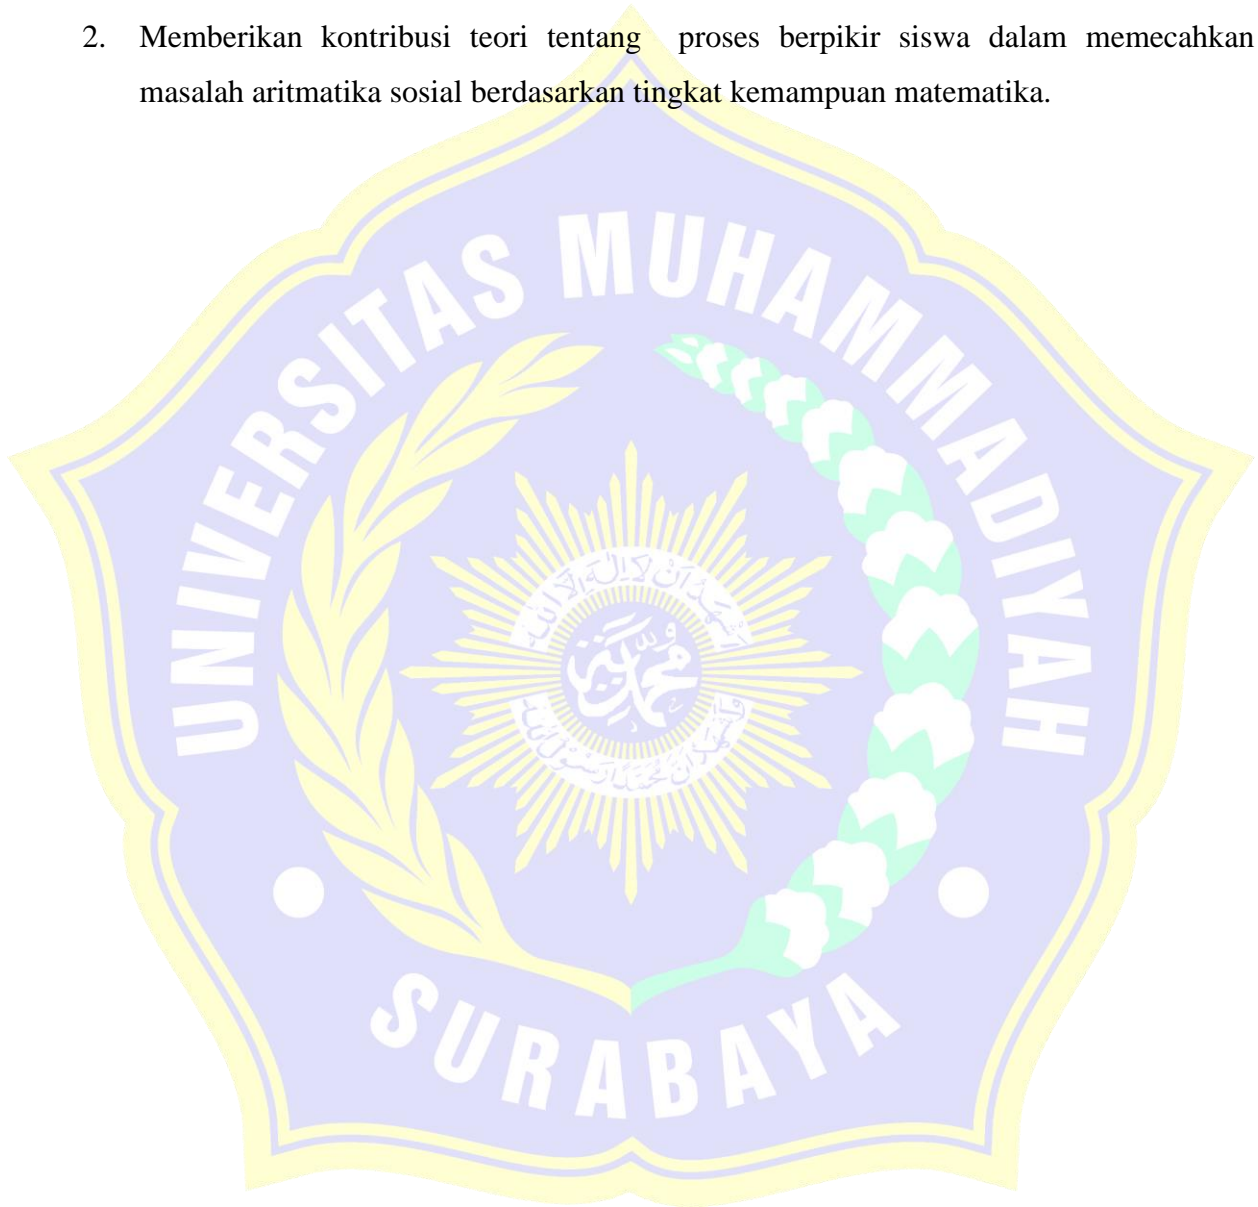 2. Memberikan kontribusi teori tentang proses berpikir siswa dalam memecahkan
masalah aritmatika sosial berdasarkan tingkat kemampuan matematika.
UNIVERSITAS MUHAMMADIYAH
محمد
SURABAYA